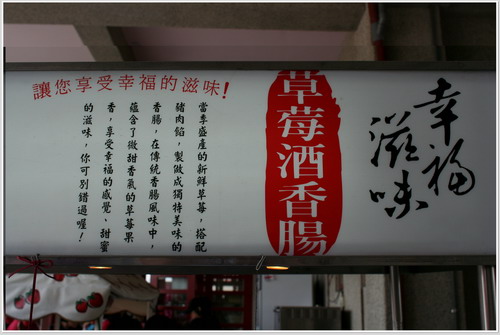 幸福
滋味
草莓酒香腸
讓您享受幸福的滋味!
當季盛產的新鮮草莓，搭配
豬肉餡，製做成獨特美味的
香腸，在傳統香腸風味中，
蘊含了微甜香氣的草莓果
香，享受幸福的感覺、甜蜜
的滋味，你可別錯過喔!